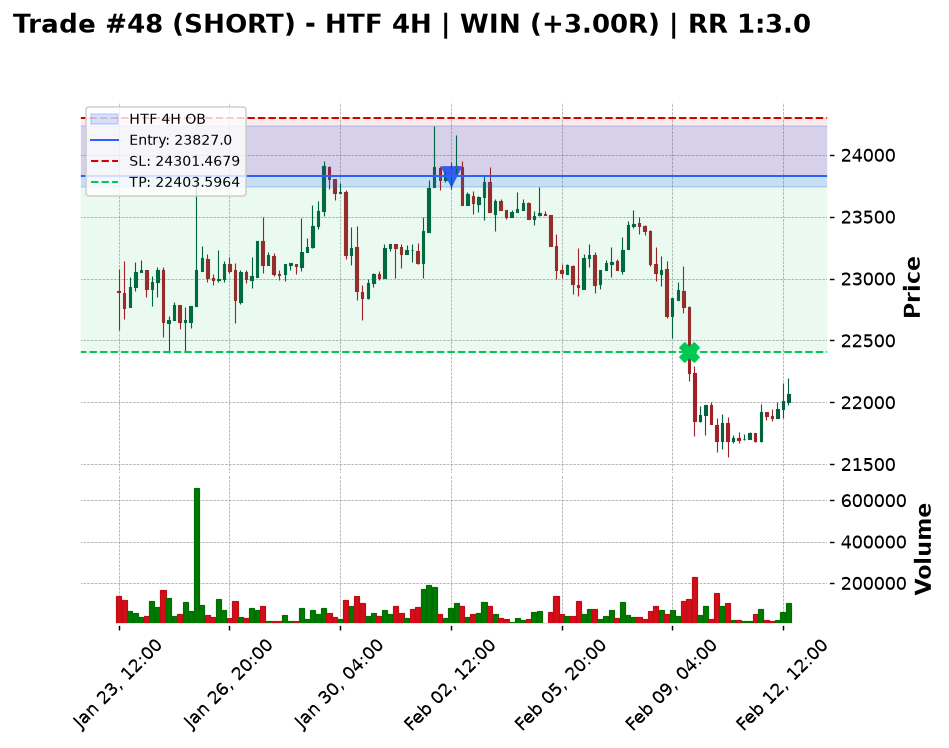 Trade #48 (SHORT) - HTF 4H | WIN (+3.00R) | RR 1:3.0
HTF 4H OB
Entry: 23827.0
SL: 24301.4679
TP: 22403.5964
24000
23500
23000
22500
22000
21500
Price
600000
400000
200000
Volume
Jan 23, 12:00
Jan 26, 20:00
Jan 30, 04:00
Feb 02, 12:00
Feb 05, 20:00
Feb 09, 04:00
Feb 12, 12:00